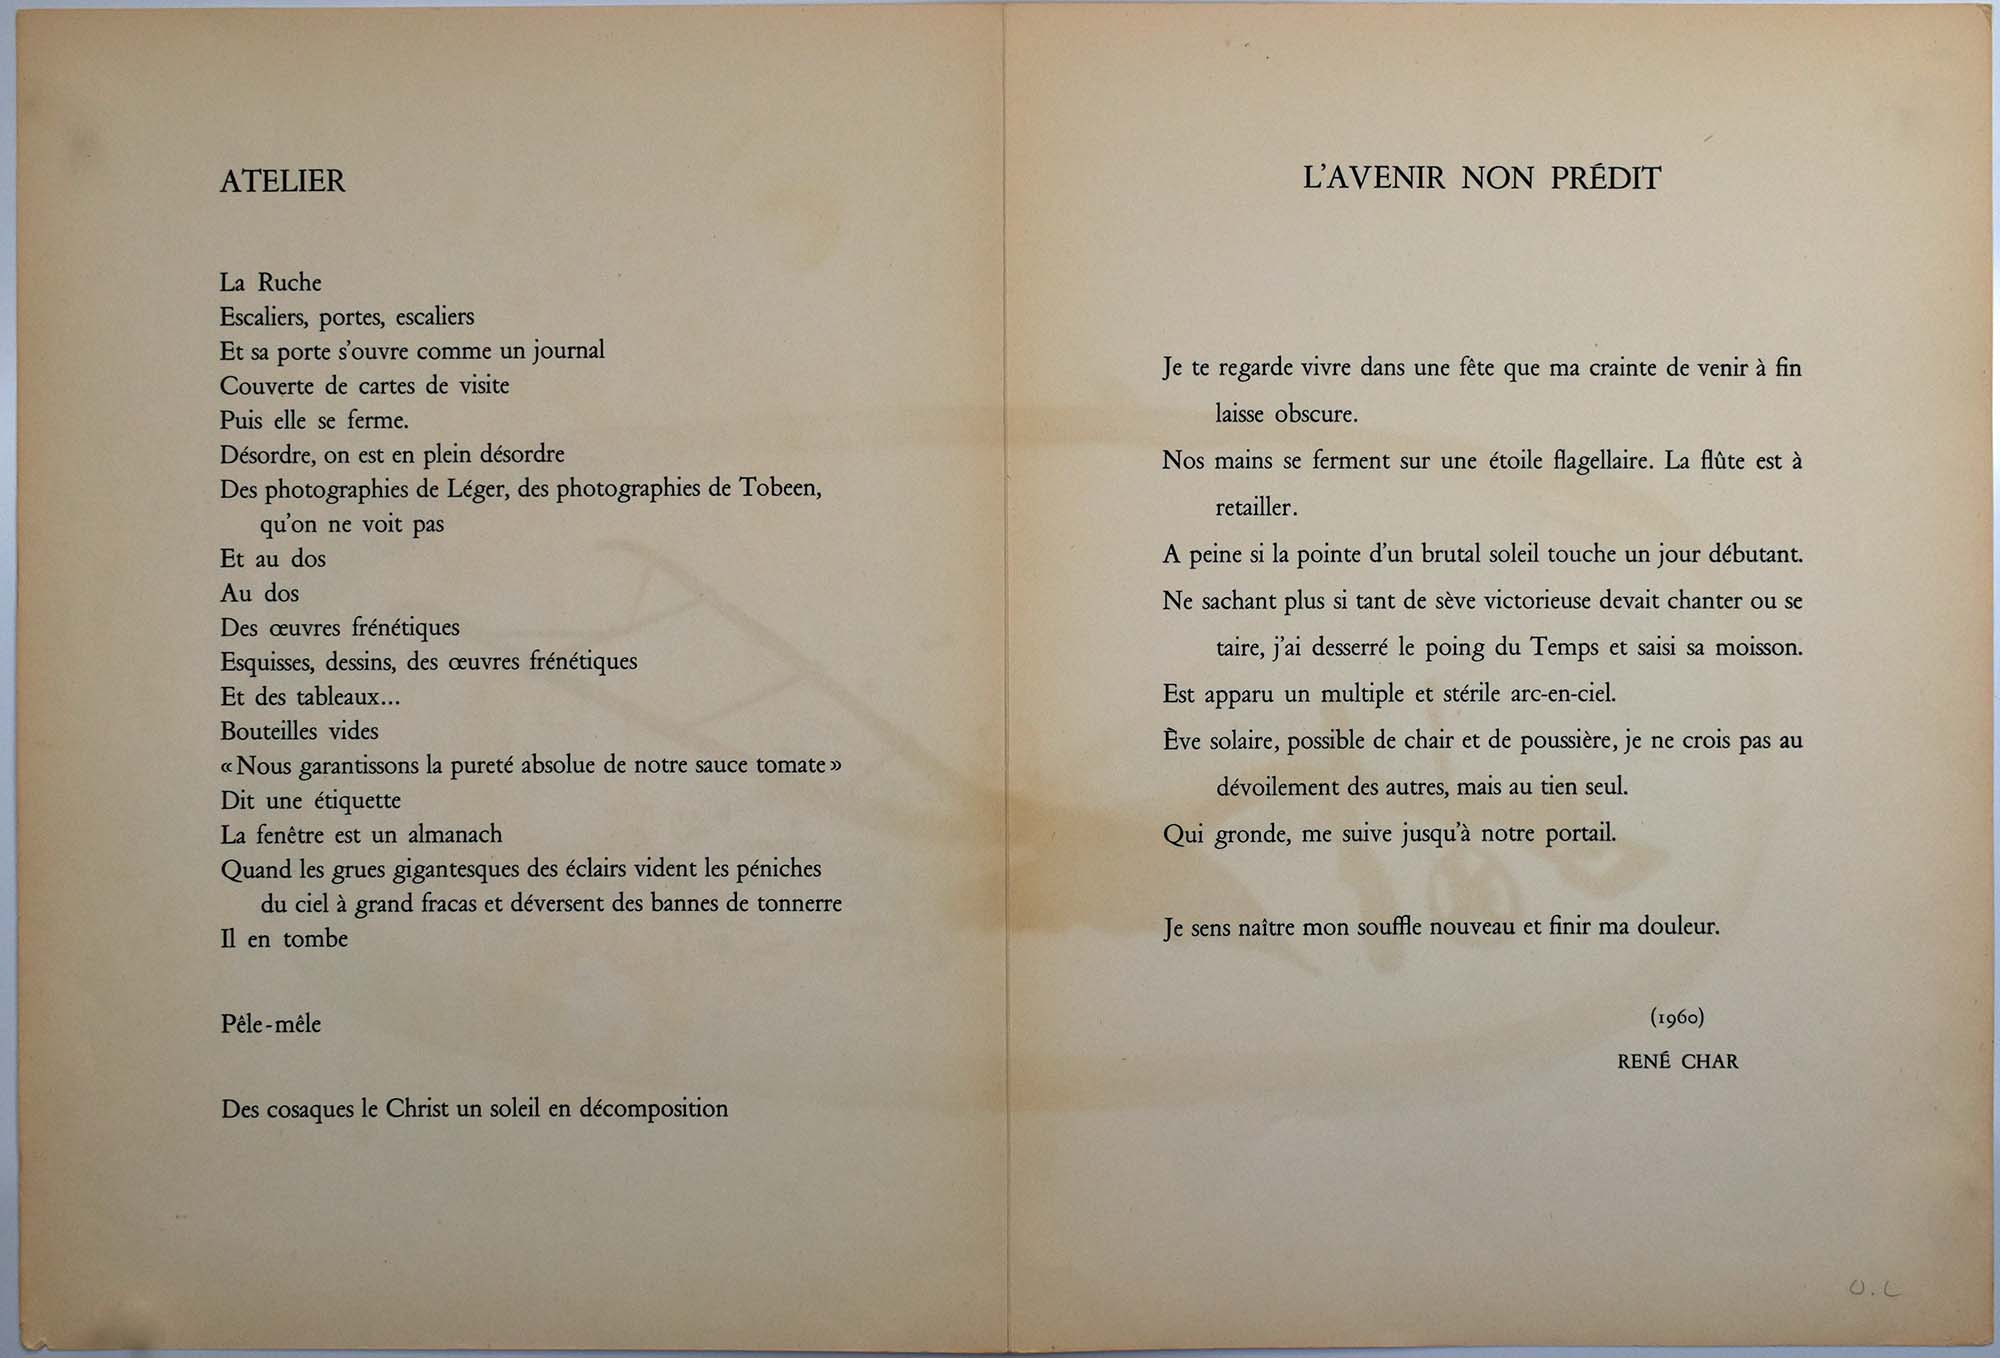 ATELIER
La Ruche
Escaliers, portes, escaliers
Et sa porte s'ouvre comme un journal
Couverte de cartes de visite
Puis elle se ferme.
Désordre, on est en plein désordre
Des photographies de Léger, des photographies de Tobeen,
qu'on ne voit pas
Et au dos
Au dos
Des œuvres frénétiques
Esquisses, dessins, des œuvres frénétiques
Et des tableaux...
Bouteilles vides
«Nous garantissons la pureté absolue de notre sauce tomate»
Dit une étiquette
La fenêtre est un almanach
Quand les grues gigantesques des éclairs vident les péniches
du ciel à grand fracas et déversent des bannes de tonnerre
Il en tombe
Pêle-mêle
Des cosaques le Christ un soleil en décomposition
L'AVENIR NON PRÉDIT
Je te regarde vivre dans une fête que ma crainte de venir à fin
laisse obscure.
Nos mains se ferment sur une étoile flagellaire. La flûte est à
retailler.
A peine si la pointe d'un brutal soleil touche un jour débutant.
Ne sachant plus si tant de sève victorieuse devait chanter ou se
taire, j'ai desserré le poing du Temps et saisi sa moisson.
Est apparu un multiple et stérile arc-en-ciel.
Ève solaire, possible de chair et de poussière, je ne crois pas au
dévoilement des autres, mais au tien seul.
Qui gronde, me suive jusqu'à notre portail.
Je sens naître mon souffle nouveau et finir ma douleur.
(1960)
RENÉ CHAR